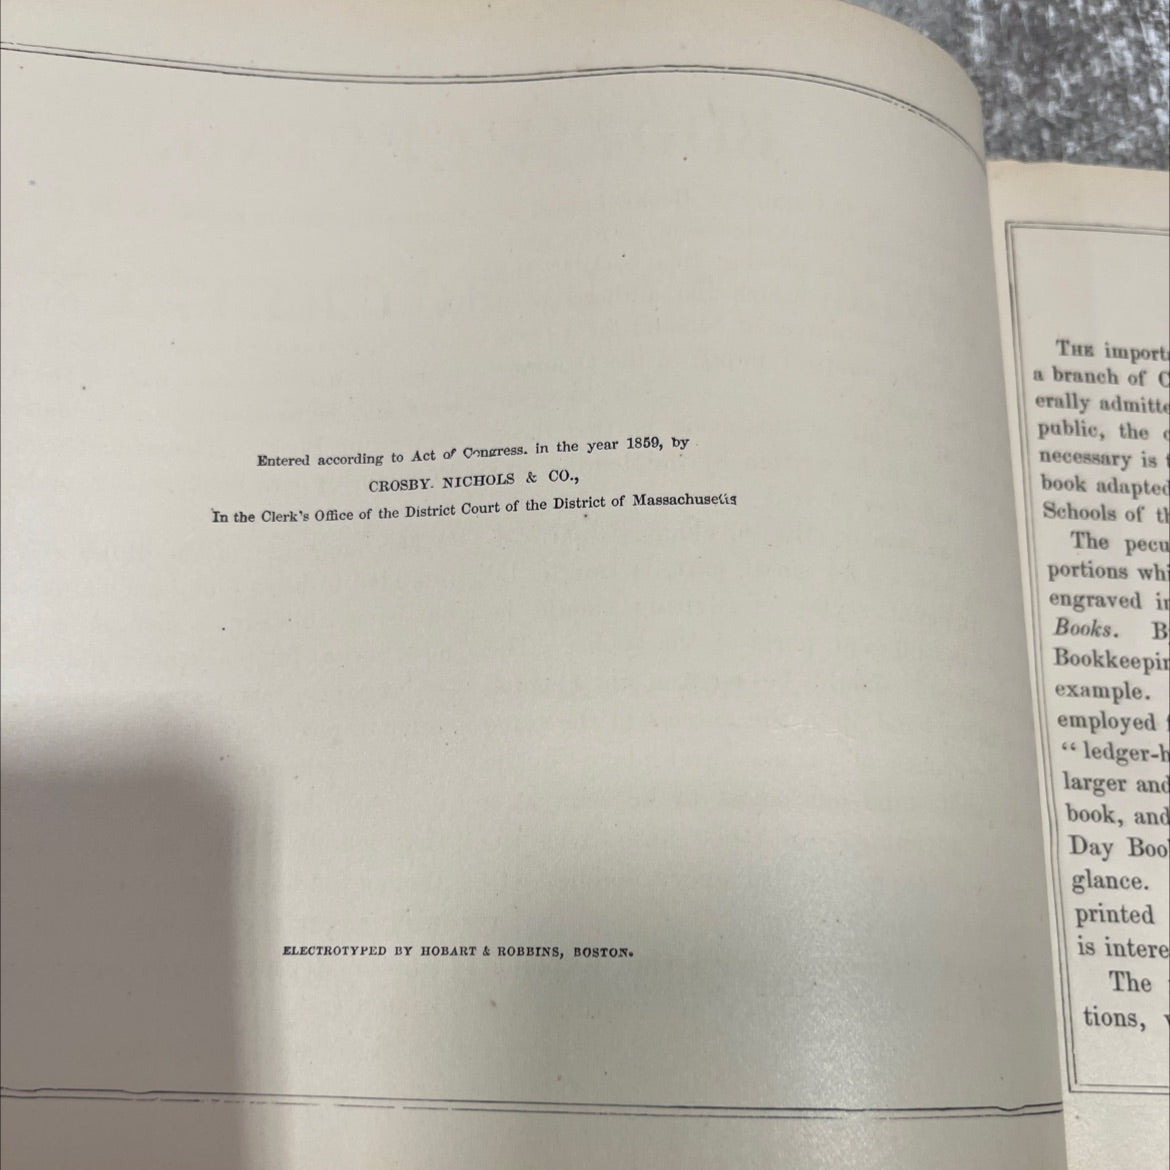 Entered according to Act of Congress. in the year 1859, by
CROSBY. NICHOLS & CO.,
In the Clerk's Office of the District Court of the District of Massachusetts
ELECTROTYPED BY HOBART & ROBBINS, BOSTON.
THE import
a branch of C
erally admitte
public, the
necessary is
book adapted
Schools of th
The pecu
portions whi
engraved in
Books. B
Bookkeepin
example.
employed
“ ledger-h
larger and
book, and
Day Boo
glance.
printed
is intere
The
tions,